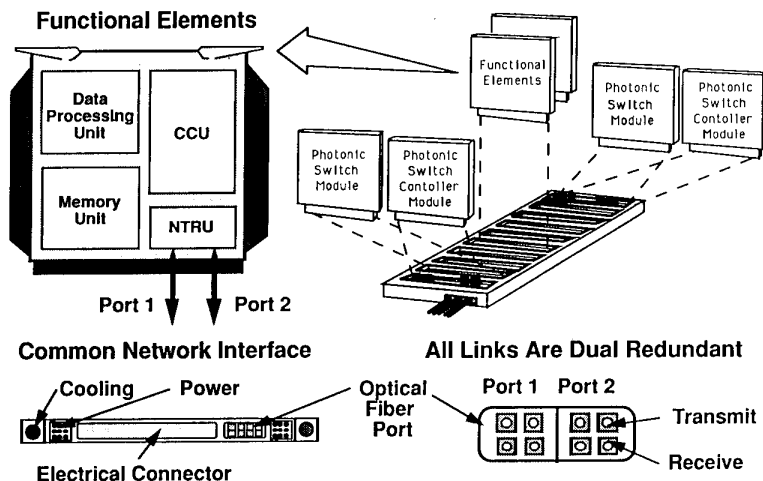 Functional Elements
Data
Processing
Unit
CCU
Memory
Unit
NTRU
Port 1
Port 2
Functional
Elements
Photonic
Switch
Module
Photonic
Switch
Contoller
Module
Photonic
Switch
Module
Photonic
Switch
Contoller
Module
Common Network Interface
Cooling
Power
Optical
Fiber
Port
Electrical Connector
All Links Are Dual Redundant
Port 1
Port 2
Transmit
Receive